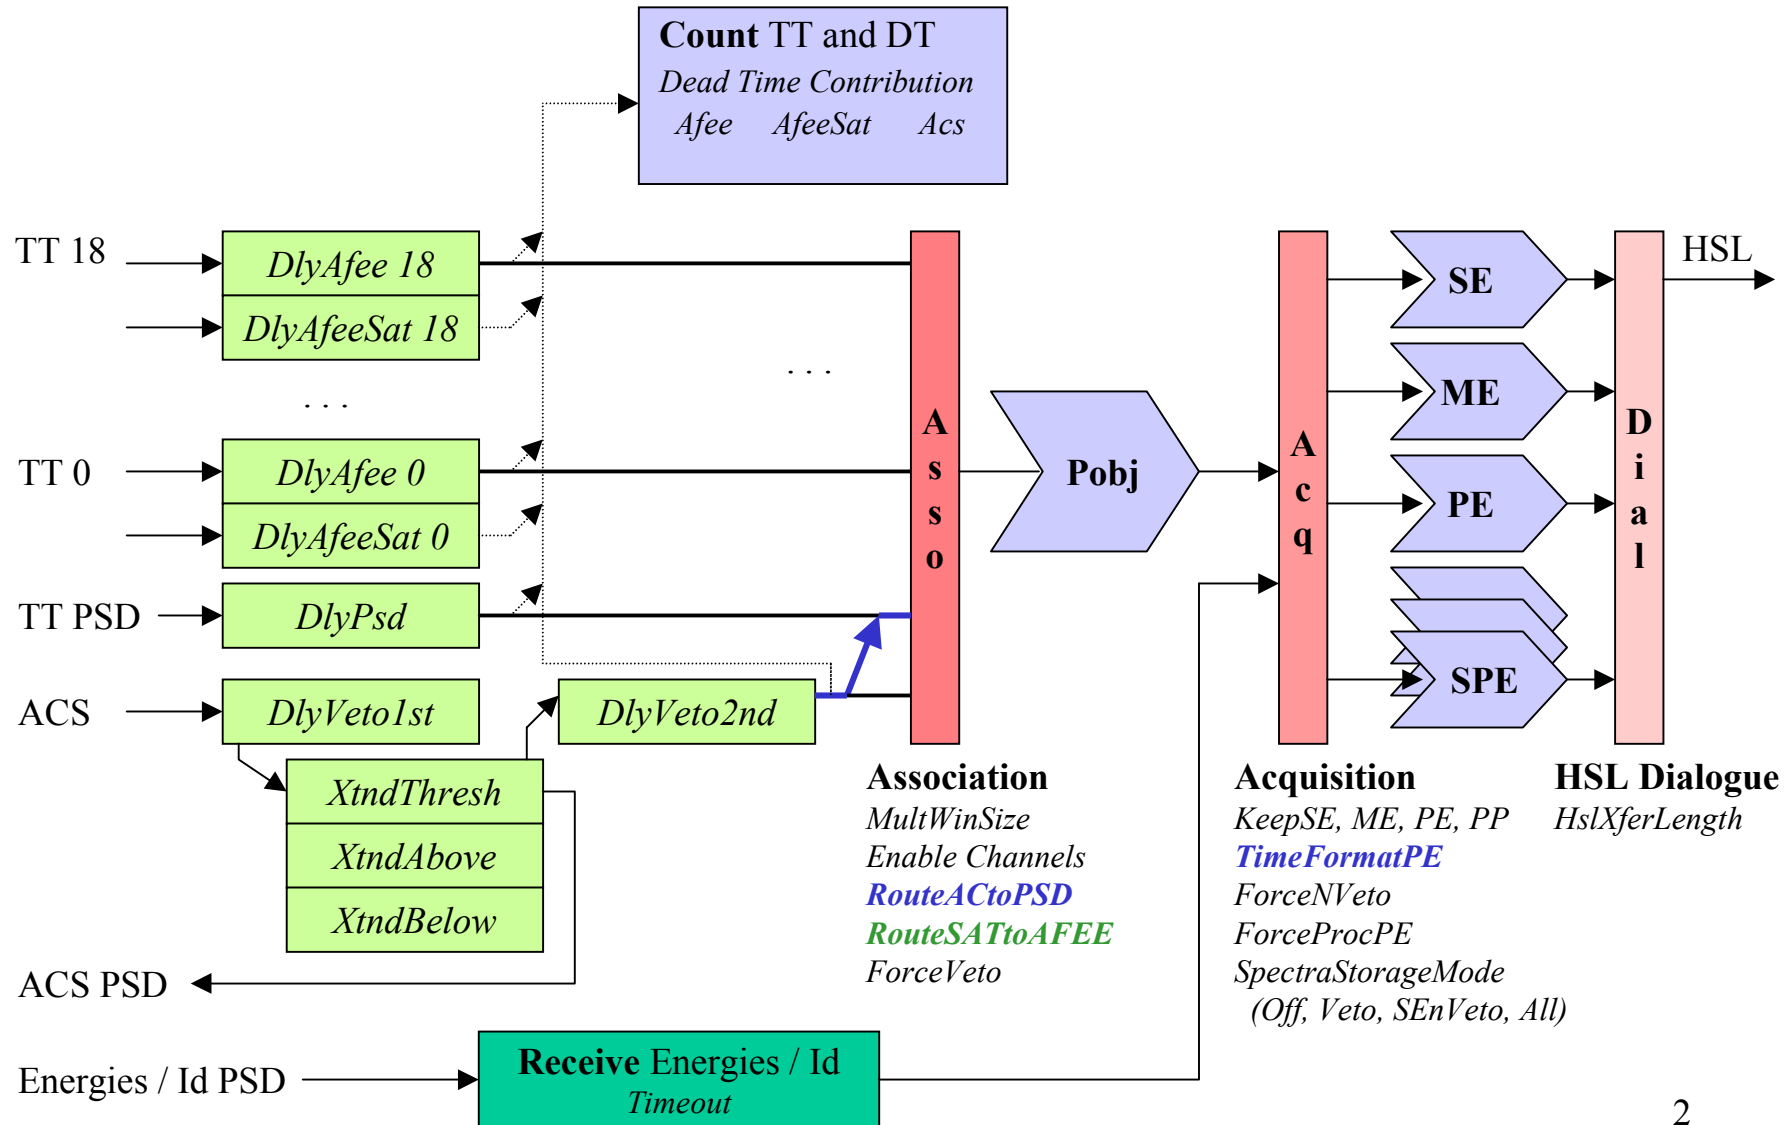 Count TT and DT
Dead Time Contribution
Afee AfeeSat Acs
TT 18
DlyAfee 18
DlyAfeeSat 18
. . .
. . .
TT 0
DlyAfee 0
DlyAfeeSat 0
TT PSD
DlyPsd
ACS
DlyVeto1st
DlyVeto2nd
XtndThresh
XtndAbove
XtndBelow
ACS PSD
Energies / Id PSD
Receive Energies / Id
Timeout
Asso
Pobj
Acq
SE
ME
PE
SPE
Dial
HSL
Association
MultWinSize
Enable Channels
RouteACtoPSD
RouteSATtoAFEE
ForceVeto
Acquisition
KeepSE, ME, PE, PP
TimeFormatPE
ForceNVeto
ForceProcPE
SpectraStorageMode
(Off, Veto, SEnVeto, All)
HSL Dialogue
HslXferLength
2